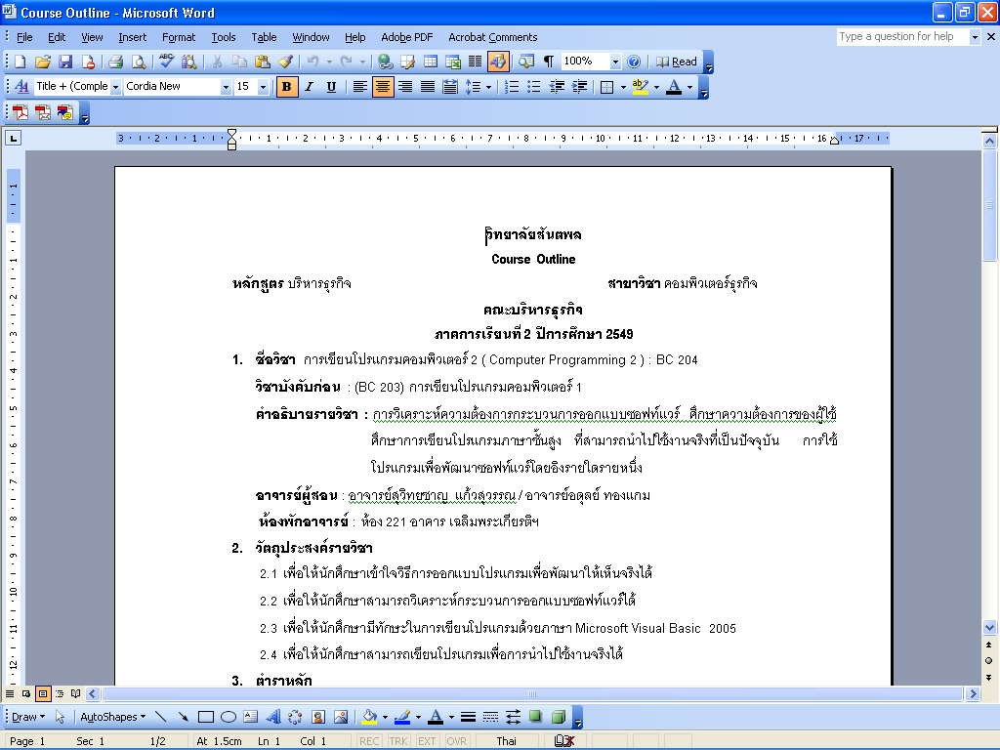 Course Outline - Microsoft Word
File Edit View Insert Format Tools Table Window Help Adobe PDF Acrobat Comments Type a question for help
100% Read
Title + (Comple Cordia New 15 B I U
3 2 1 1 2 3 4 5 6 7 8 9 10 11 12 13 14 15 16 17
วิทยาลัยสันตพล
Course Outline
หลักสูตร บริหารธุรกิจ สาขาวิชา คอมพิวเตอร์ธุรกิจ
คณะบริหารธุรกิจ
ภาคการเรียนที่ 2 ปีการศึกษา 2549
1. ชื่อวิชา การเขียนโปรแกรมคอมพิวเตอร์ 2 ( Computer Programming 2 ) : BC 204
วิชาบังคับก่อน : (BC 203) การเขียนโปรแกรมคอมพิวเตอร์ 1
คำอธิบายรายวิชา : การวิเคราะห์ความต้องการกระบวนการออกแบบซอฟท์แวร์ ศึกษาความต้องการของผู้ใช้
ศึกษาการเขียนโปรแกรมภาษาชั้นสูง ที่สามารถนำไปใช้งานจริงที่เป็นปัจจุบัน การใช้
โปรแกรมเพื่อพัฒนาซอฟท์แวร์โดยอิงรายใดรายหนึ่ง
อาจารย์ผู้สอน : อาจารย์สุวิทยชาญ แก้วสุวรรณ / อาจารย์อดุลย์ ทองแกม
ห้องพักอาจารย์ : ห้อง 221 อาคาร เฉลิมพระเกียรติฯ
2. วัตถุประสงค์รายวิชา
2.1 เพื่อให้นักศึกษาเข้าใจวิธีการออกแบบโปรแกรมเพื่อพัฒนาให้เห็นจริงได้
2.2 เพื่อให้นักศึกษาสามารถวิเคราะห์กระบวนการออกแบบซอฟท์แวร์ได้
2.3 เพื่อให้นักศึกษามีทักษะในการเขียนโปรแกรมด้วยภาษา Microsoft Visual Basic 2005
2.4 เพื่อให้นักศึกษาสามารถเขียนโปรแกรมเพื่อการนำไปใช้งานจริงได้
3. ตำราหลัก
Draw AutoShapes
Page 1 Sec 1 1/2 At 1.5cm Ln 1 Col 1 REC TRK EXT OVR Thai